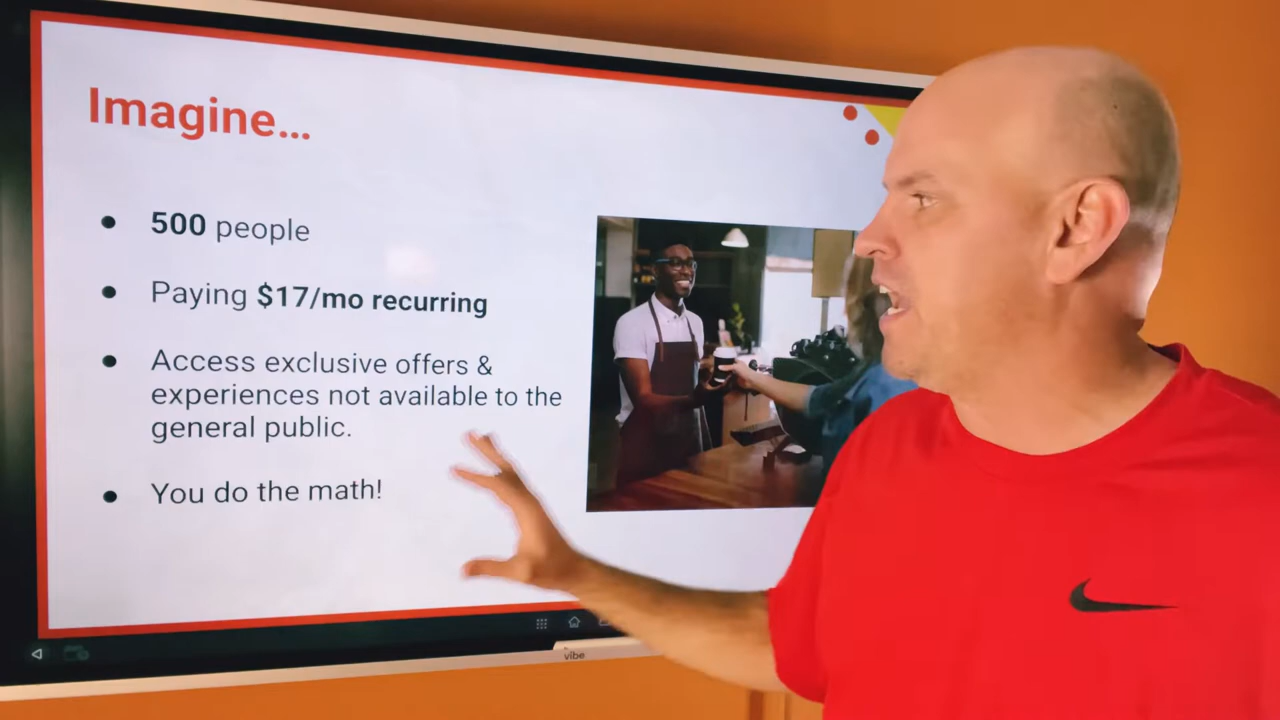 Imagine...
500 people
Paying $17/mo recurring
Access exclusive offers &
experiences not available to the
general public.
You do the math!
vibe